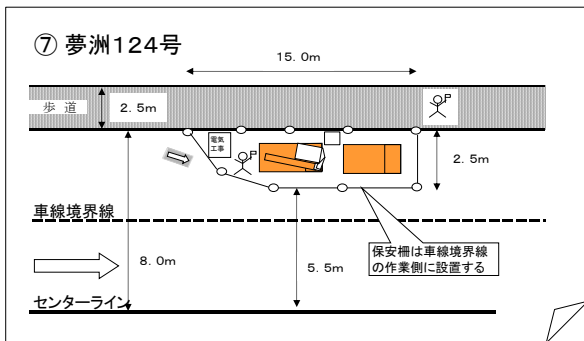 ⑦ 夢洲124号
15.0m
歩 道
2.5m
電気
工事
2.5m
車線境界線
保安柵は車線境界線
の作業側に設置する
8.0m
5.5m
センターライン